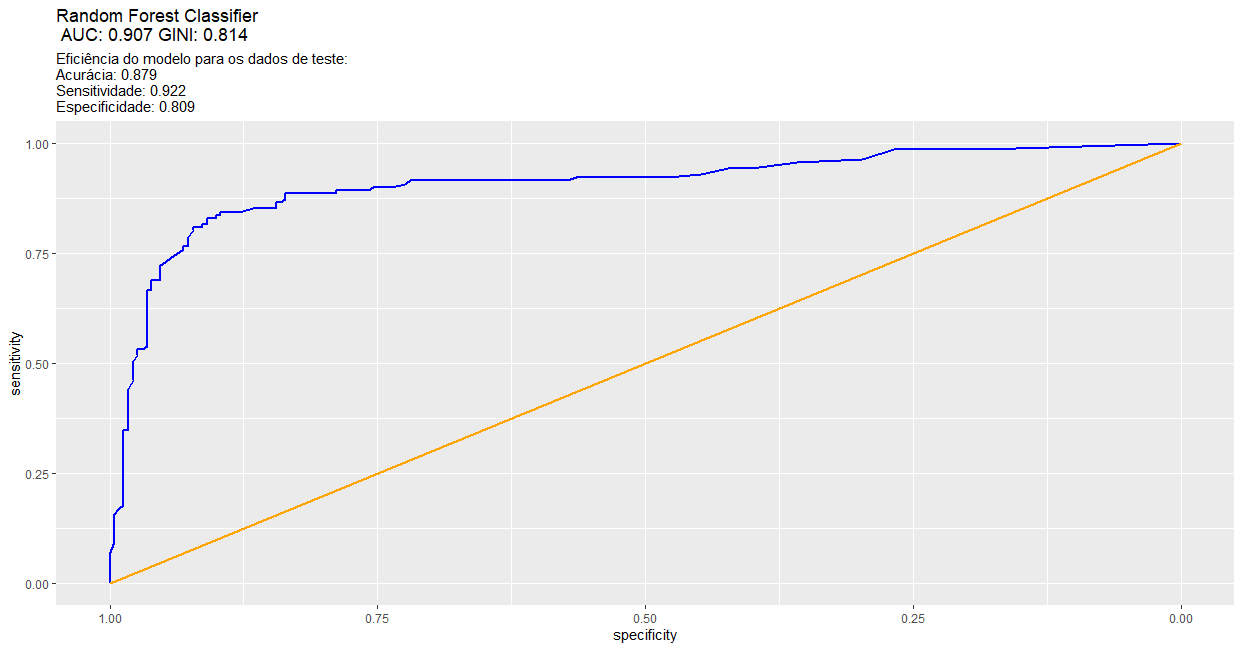 Random Forest Classifier
AUC: 0.907 GINI: 0.814
Eficiência do modelo para os dados de teste:
Acurácia: 0.879
Sensitividade: 0.922
Especificidade: 0.809
1.00
0.75
0.50
0.25
0.00
sensitivity
1.00 0.75 0.50 0.25 0.00
specificity